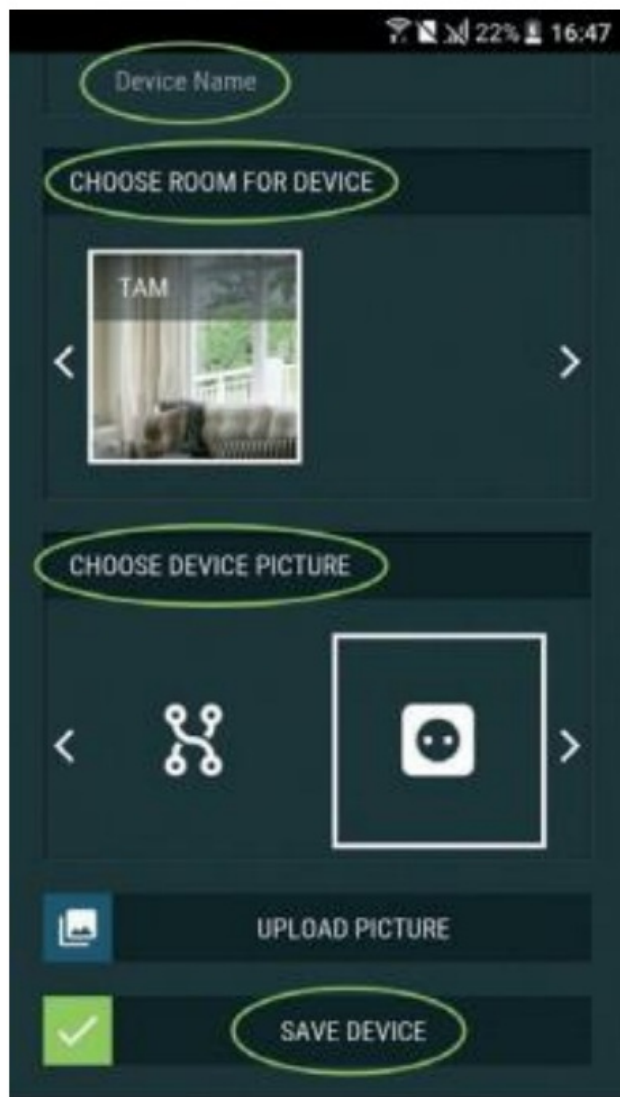 22% 16:47
Device Name
CHOOSE ROOM FOR DEVICE
TAM
CHOOSE DEVICE PICTURE
UPLOAD PICTURE
SAVE DEVICE